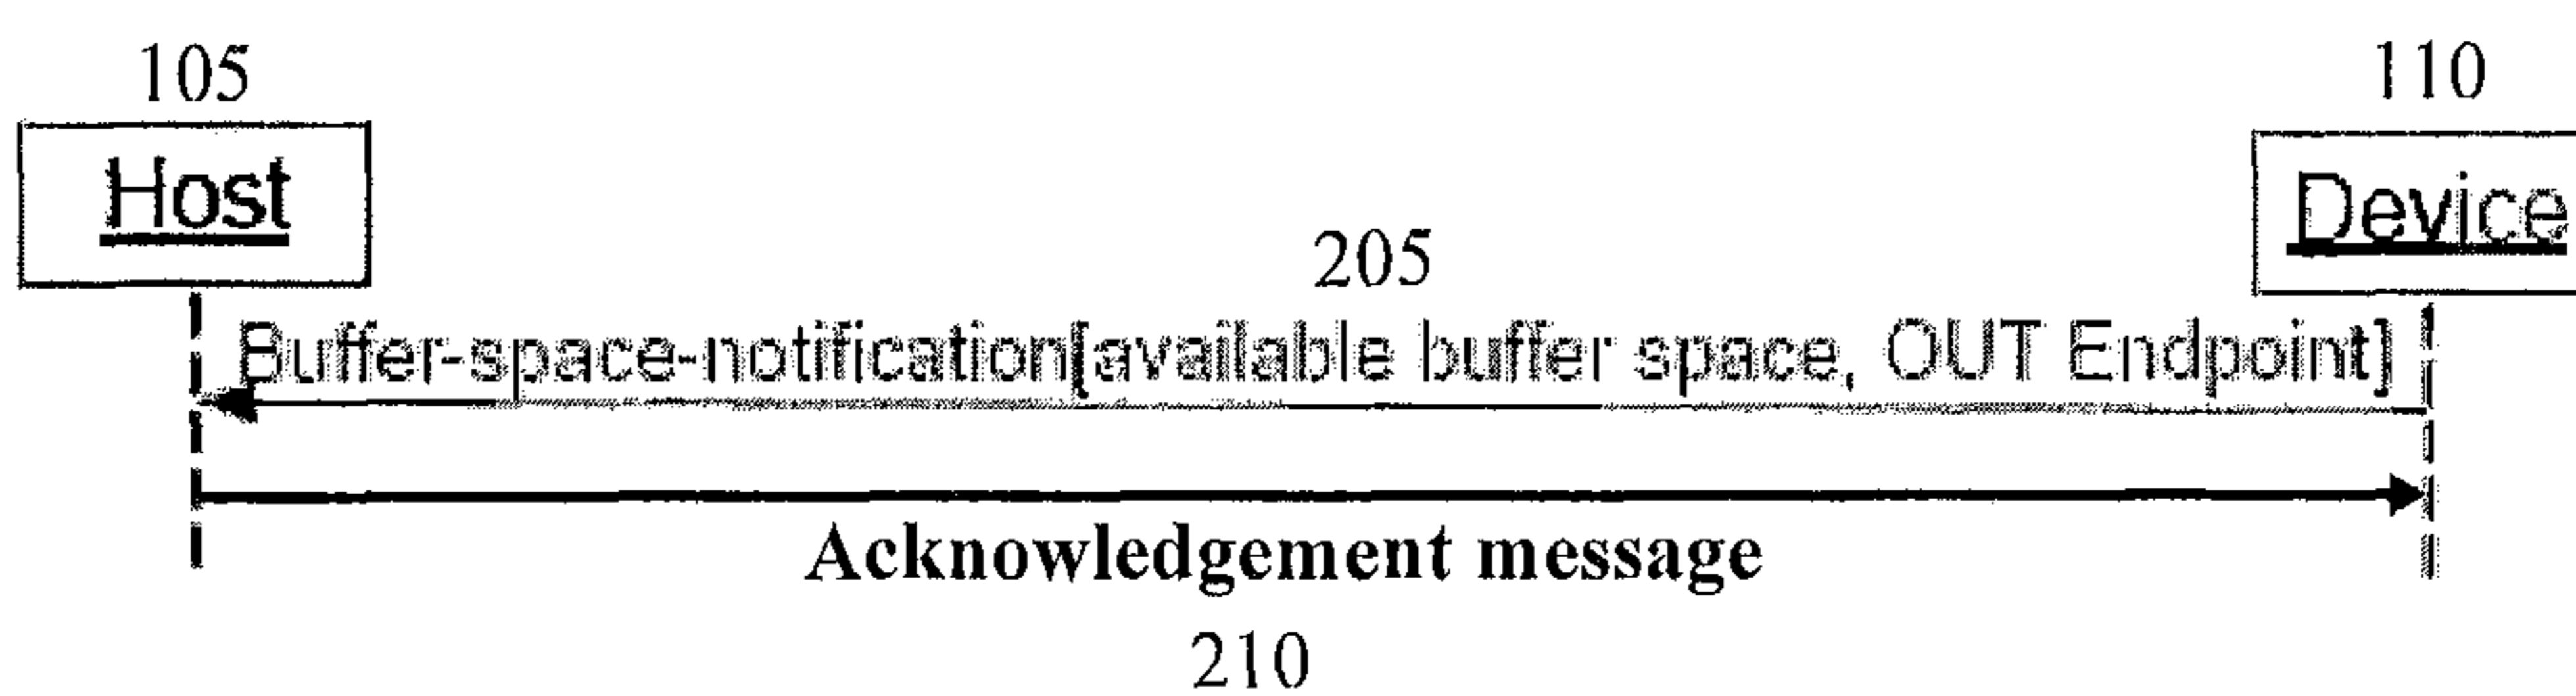 105
110
Host
Device
205
Buffer-space-notification[available buffer space, OUT Endpoint]
Acknowledgement message
210